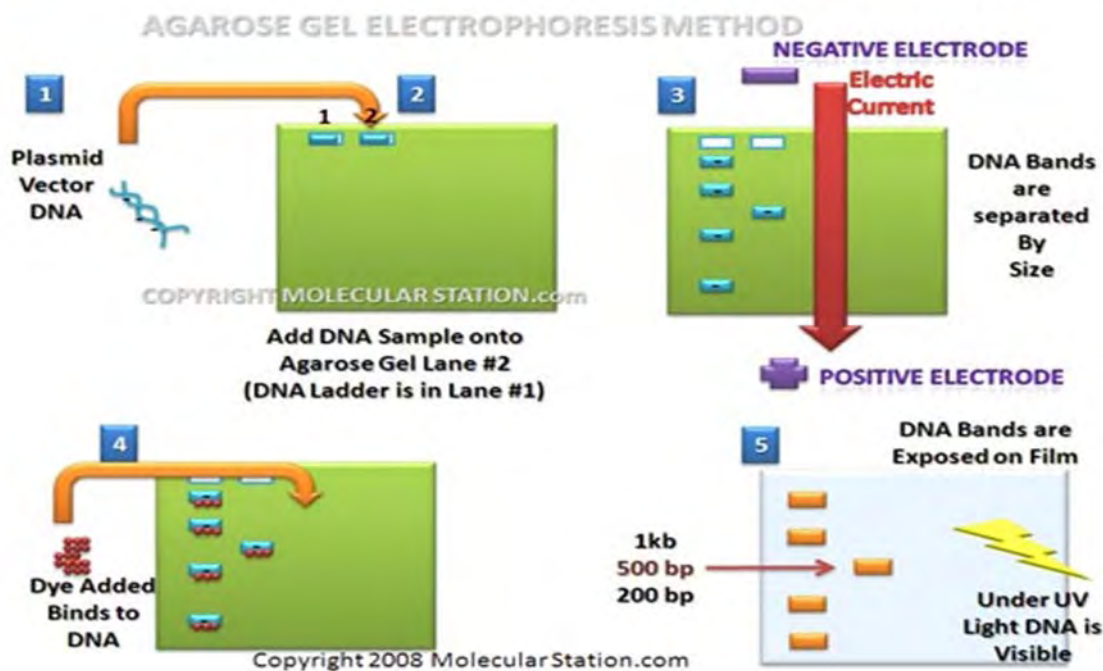 AGAROSE GEL ELECTROPHORESIS METHOD
1
2
Plasmid
Vector
DNA
1
2
COPYRIGHT MOLECULAR STATION.com
Add DNA Sample onto
Agarose Gel Lane #2
(DNA Ladder is in Lane #1)
3
NEGATIVE ELECTRODE
Electric
Current
DNA Bands
are
separated
By
Size
POSITIVE ELECTRODE
4
Dye Added
Binds to
DNA
Copyright 2008 MolecularStation.com
5
DNA Bands are
Exposed on Film
1kb
500 bp
200 bp
Under UV
Light DNA is
Visible